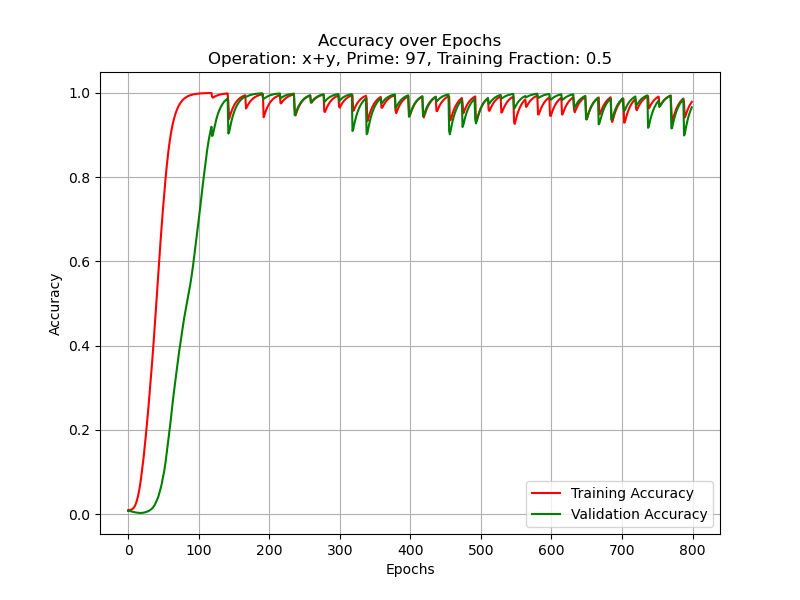 Accuracy over Epochs
Operation: x+y, Prime: 97, Training Fraction: 0.5
1.0
0.8
0.6
0.4
0.2
0.0
Accuracy
Training Accuracy
Validation Accuracy
0 100 200 300 400 500 600 700 800
Epochs